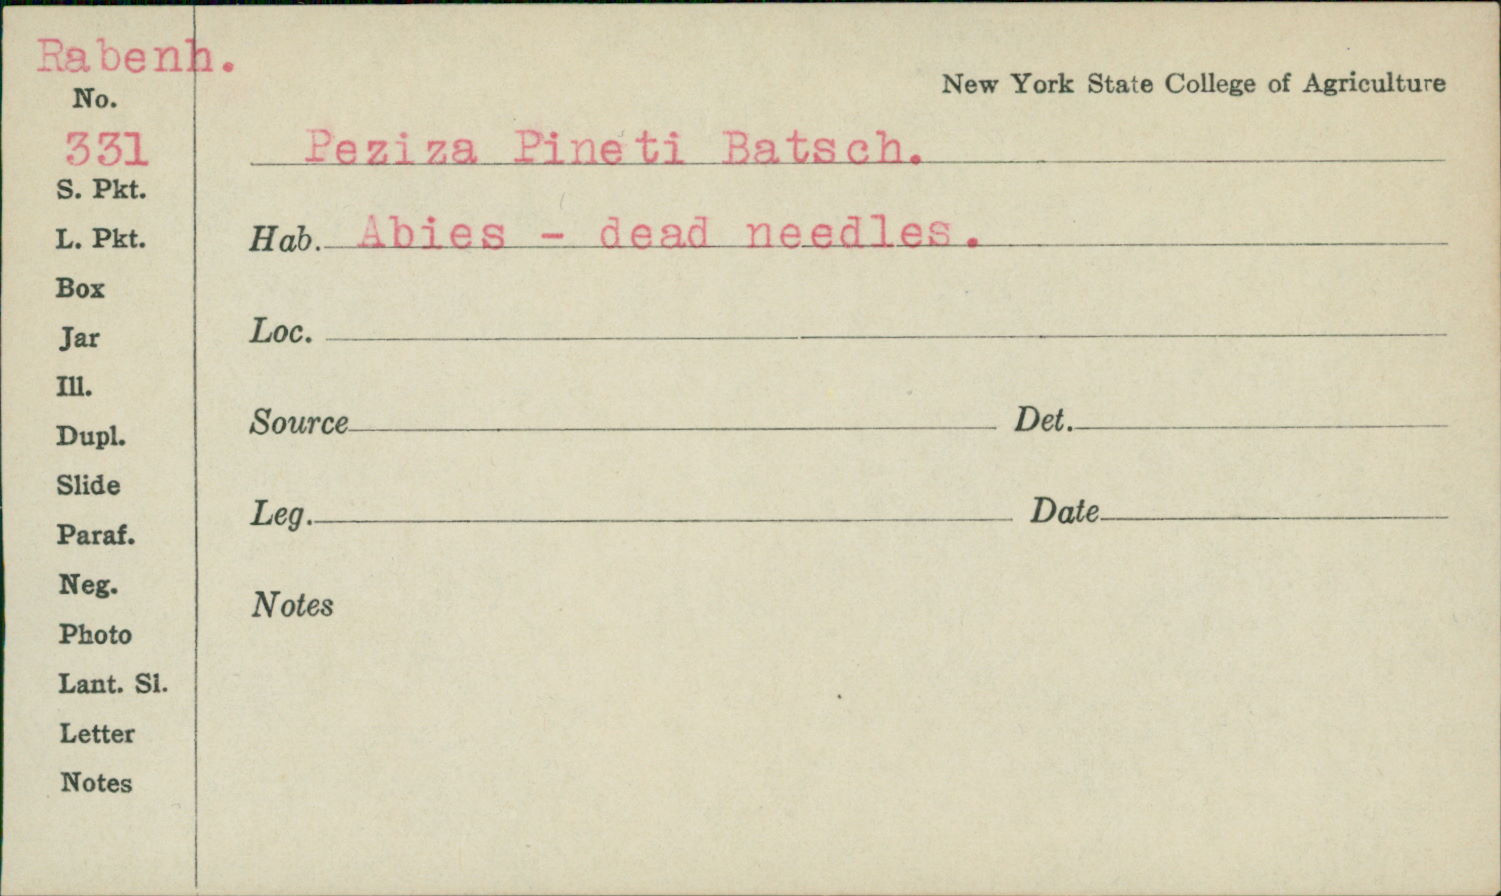 Rabenh.
No.
331
S. Pkt.
L. Pkt.
Box
Jar
Ill.
Dupl.
Slide
Paraf.
Neg.
Photo
Lant. Sl.
Letter
Notes
New York State College of Agriculture
Peziza Pineti Batsch.
Hab. Abies - dead needles.
Loc.
Source Det.
Leg. Date
Notes